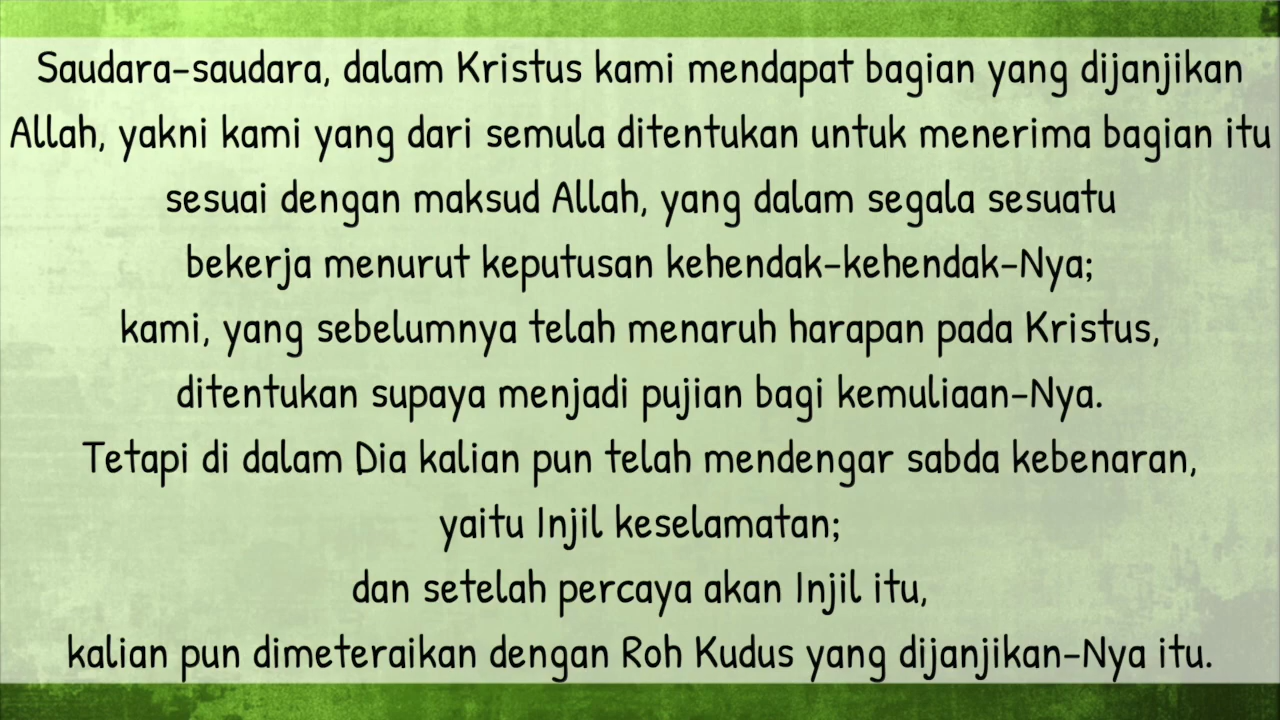 Saudara-saudara, dalam Kristus kami mendapat bagian yang dijanjikan
Allah, yakni kami yang dari semula ditentukan untuk menerima bagian itu
sesuai dengan maksud Allah, yang dalam segala sesuatu
bekerja menurut keputusan kehendak-kehendak-Nya;
kami, yang sebelumnya telah menaruh harapan pada Kristus,
ditentukan supaya menjadi pujian bagi kemuliaan-Nya.
Tetapi di dalam Dia kalian pun telah mendengar sabda kebenaran,
yaitu Injil keselamatan;
dan setelah percaya akan Injil itu,
kalian pun dimeteraikan dengan Roh Kudus yang dijanjikan-Nya itu.